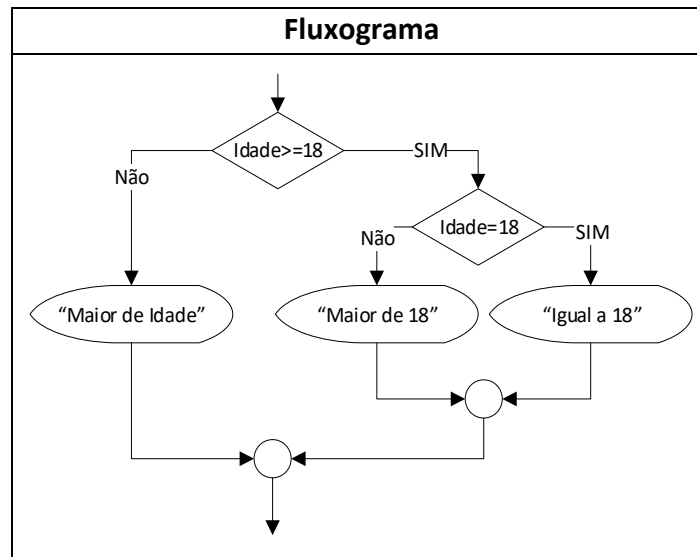 Fluxograma
Idade>=18
SIM
Não
Idade=18
Não
SIM
“Maior de Idade”
“Maior de 18”
“Igual a 18”